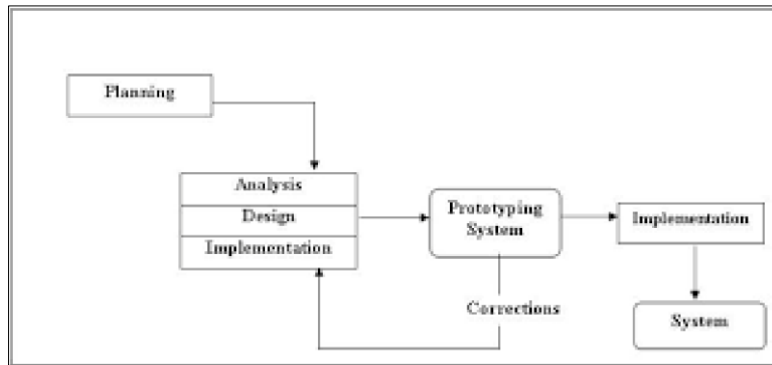 Planning
Analysis
Design
Implementation
Prototyping
System
Implementation
Corrections
System